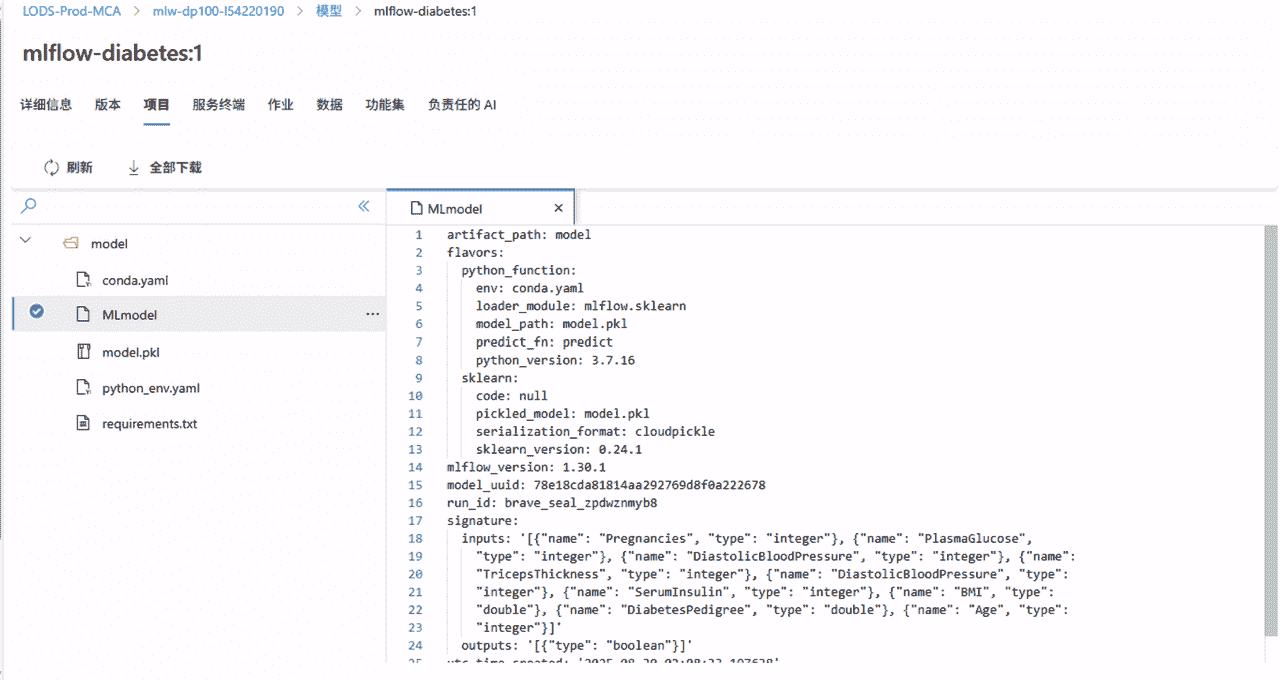 LODS-Prod-MCA > mlw-dp100-l54220190 > 模型 > mlflow-diabetes:1
mlflow-diabetes:1
详细信息 版本 项目 服务终端 作业 数据 功能集 负责任的 AI
刷新 全部下载
MLmodel
model
conda.yaml
MLmodel
model.pkl
python_env.yaml
requirements.txt
1 artifact_path: model
2 flavors:
3 python_function:
4 env: conda.yaml
5 loader_module: mlflow.sklearn
6 model_path: model.pkl
7 predict_fn: predict
8 python_version: 3.7.16
9 sklearn:
10 code: null
11 pickled_model: model.pkl
12 serialization_format: cloudpickle
13 sklearn_version: 0.24.1
14 mlflow_version: 1.30.1
15 model_uuid: 78e18cda81814aa292769d8f0a222678
16 run_id: brave_seal_zpdwznmyb8
17 signature:
18 inputs: '[{"name": "Pregnancies", "type": "integer"}, {"name": "PlasmaGlucose",
19 "type": "integer"}, {"name": "DiastolicBloodPressure", "type": "integer"}, {"name":
20 "TricepsThickness", "type": "integer"}, {"name": "DiastolicBloodPressure", "type":
21 "integer"}, {"name": "SerumInsulin", "type": "integer"}, {"name": "BMI", "type":
22 "double"}, {"name": "DiabetesPedigree", "type": "double"}, {"name": "Age", "type":
23 "integer"}]'
24 outputs: '[{"type": "boolean"}]'
25 utc_time_created: